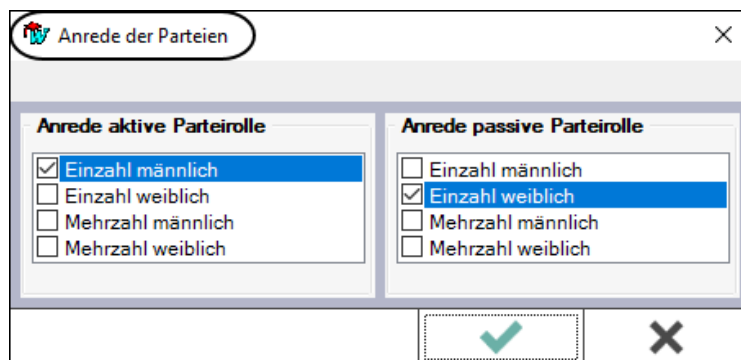 Anrede der Parteien
Anrede aktive Parteirolle
Einzahl männlich
Einzahl weiblich
Mehrzahl männlich
Mehrzahl weiblich
Anrede passive Parteirolle
Einzahl männlich
Einzahl weiblich
Mehrzahl männlich
Mehrzahl weiblich